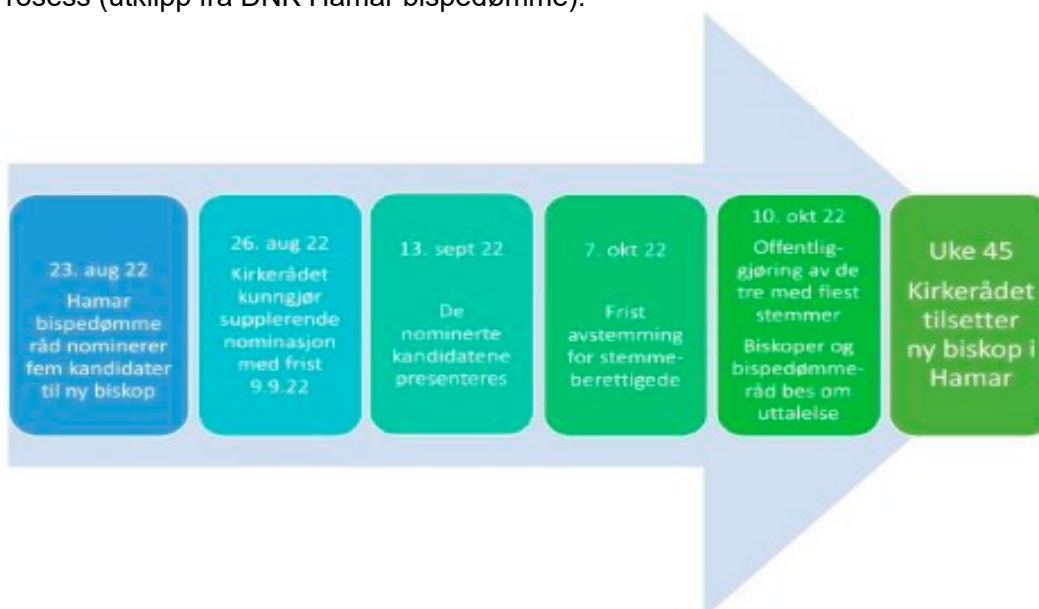 rosess (utklipp fra DNK Hamar bispedømme):
23. aug 22
Hamar
bispedømme
råd nominerer
fem kandidater
til ny biskop
26. aug 22
Kirkerådet
kunngjør
supplerende
nominasjon
med frist
9.9.22
13. sept 22
De
nominerte
kandidatene
presenteres
7. okt 22
Frist
avstemming
for stemme-
berettigede
10. okt 22
Offentlig-
gjøring av de
tre med flest
stemmer
Biskoper og
bispedømme-
råd bes om
uttalelse
Uke 45
Kirkerådet
tilsetter
ny biskop i
Hamar